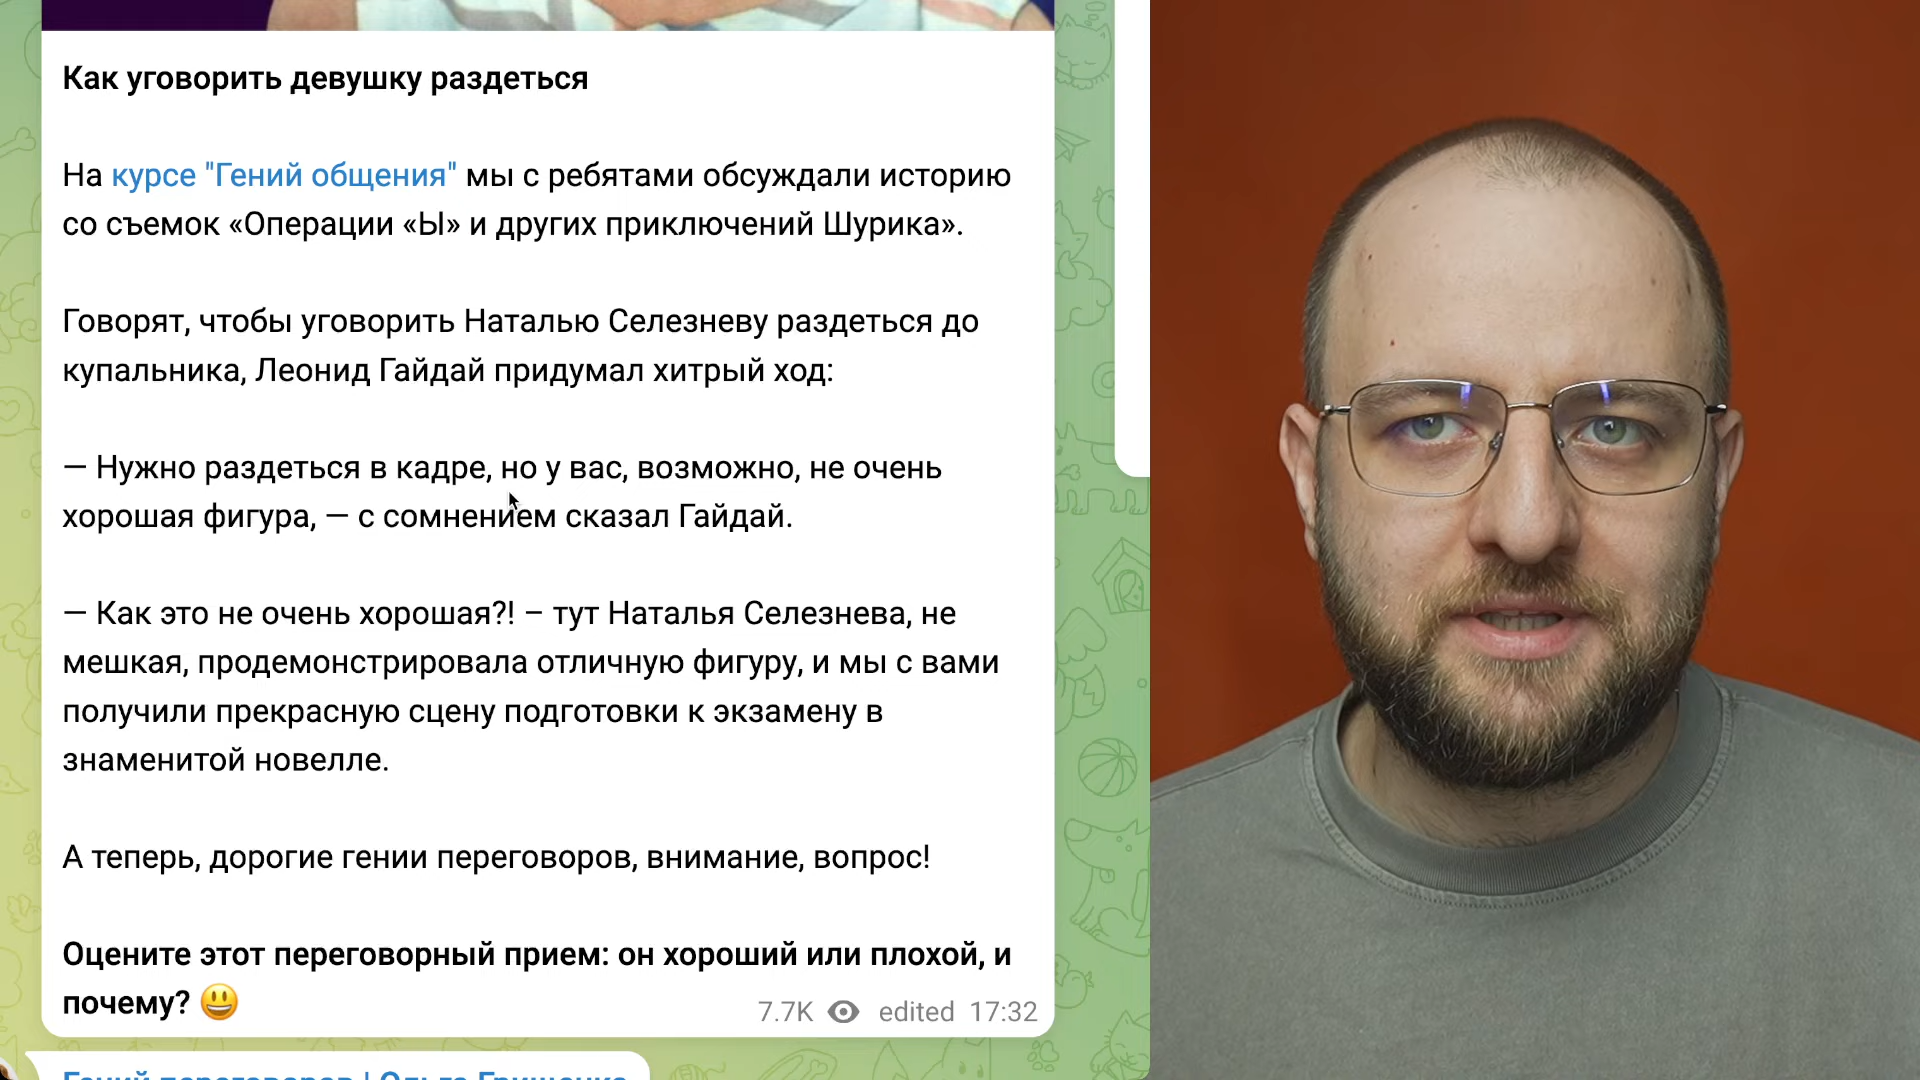 Как уговорить девушку раздеться
На курсе "Гений общения" мы с ребятами обсуждали историю
со съемок «Операции «Ы» и других приключений Шурика».
Говорят, чтобы уговорить Наталью Селезневу раздеться до
купальника, Леонид Гайдай придумал хитрый ход:
— Нужно раздеться в кадре, но у вас, возможно, не очень
хорошая фигура, — с сомнением сказал Гайдай.
— Как это не очень хорошая?! – тут Наталья Селезнева, не
мешкая, продемонстрировала отличную фигуру, и мы с вами
получили прекрасную сцену подготовки к экзамену в
знаменитой новелле.
А теперь, дорогие гении переговоров, внимание, вопрос!
Оцените этот переговорный прием: он хороший или плохой, и
почему? 😃
7.7K edited 17:32
Гений переговоров | Ольга Грищенко